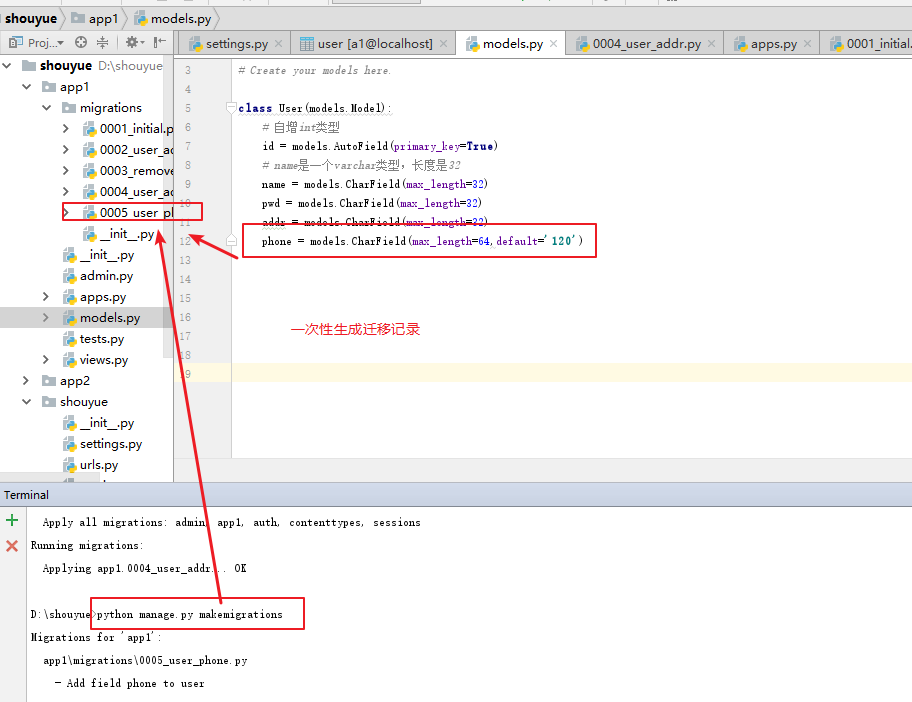 shouyue app1 models.py
Proj...
settings.py user [a1@localhost] models.py 0004_user_addr.py apps.py 0001_initial.
shouyue D:\shouyue
app1
migrations
0001_initial.p
0002_user_ad
0003_remove
0004_user_ad
0005_user_ph
__init__.py
__init__.py
admin.py
apps.py
models.py
tests.py
views.py
app2
shouyue
__init__.py
settings.py
urls.py
3 # Create your models here.
4
5 class User(models.Model):
6 # 自增int类型
7 id = models.AutoField(primary_key=True)
8 # name是一个varchar类型，长度是32
9 name = models.CharField(max_length=32)
10 pwd = models.CharField(max_length=32)
11 addr = models.CharField(max_length=32)
12 phone = models.CharField(max_length=64,default='120')
13
14
15
16
一次性生成迁移记录
17
18
19
Terminal
Apply all migrations: admin, app1, auth, contenttypes, sessions
Running migrations:
Applying app1.0004_user_addr... OK
D:\shouyue>python manage.py makemigrations
Migrations for 'app1':
app1\migrations\0005_user_phone.py
- Add field phone to user